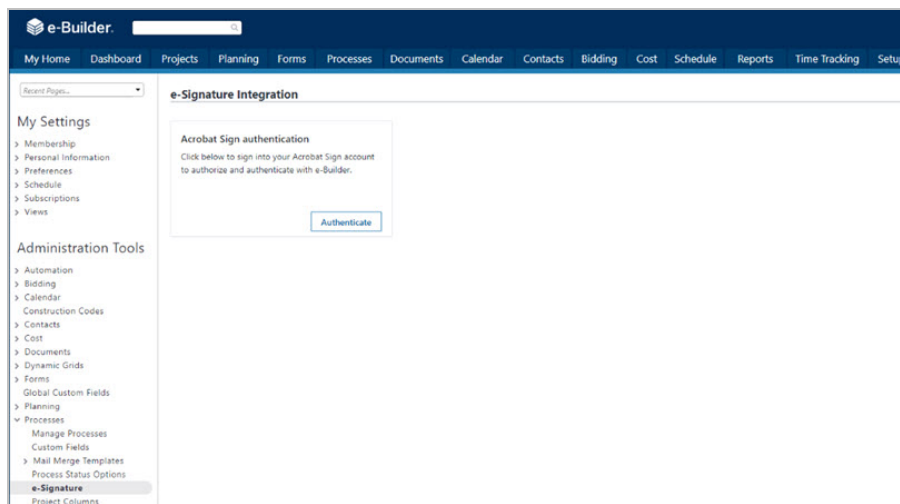 e-Builder.
My Home Dashboard Projects Planning Forms Processes Documents Calendar Contacts Bidding Cost Schedule Reports Time Tracking Setu
Recent Pages...
e-Signature Integration
My Settings
Membership
Personal Information
Preferences
Schedule
Subscriptions
Views
Acrobat Sign authentication
Click below to sign into your Acrobat Sign account
to authorize and authenticate with e-Builder.
Authenticate
Administration Tools
Automation
Bidding
Calendar
Construction Codes
Contacts
Cost
Documents
Dynamic Grids
Forms
Global Custom Fields
Planning
Processes
Manage Processes
Custom Fields
Mail Merge Templates
Process Status Options
e-Signature
Project Columns